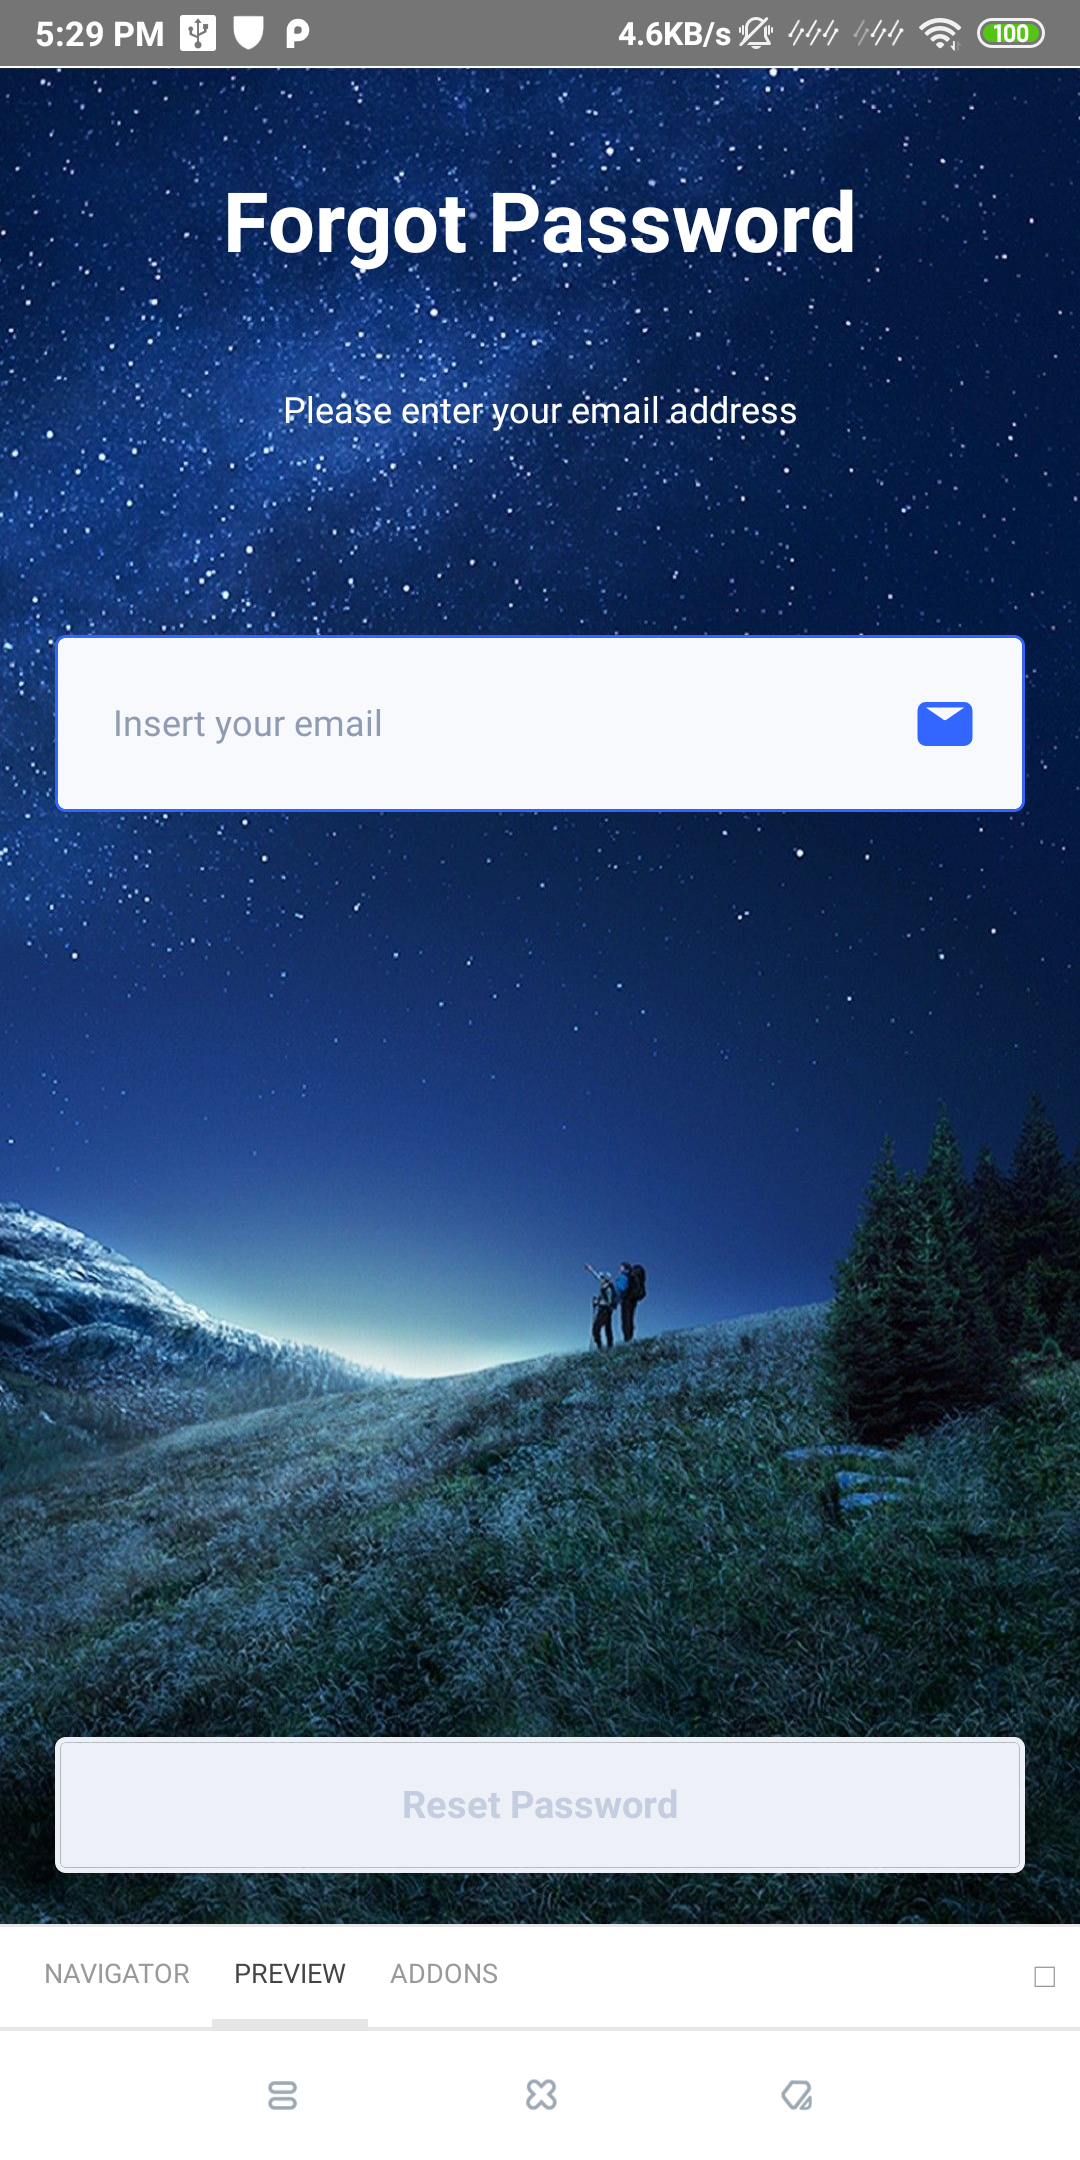 5:29 PM
4.6KB/s
100
Forgot Password
Please enter your email address
Insert your email
Reset Password
NAVIGATOR PREVIEW ADDONS